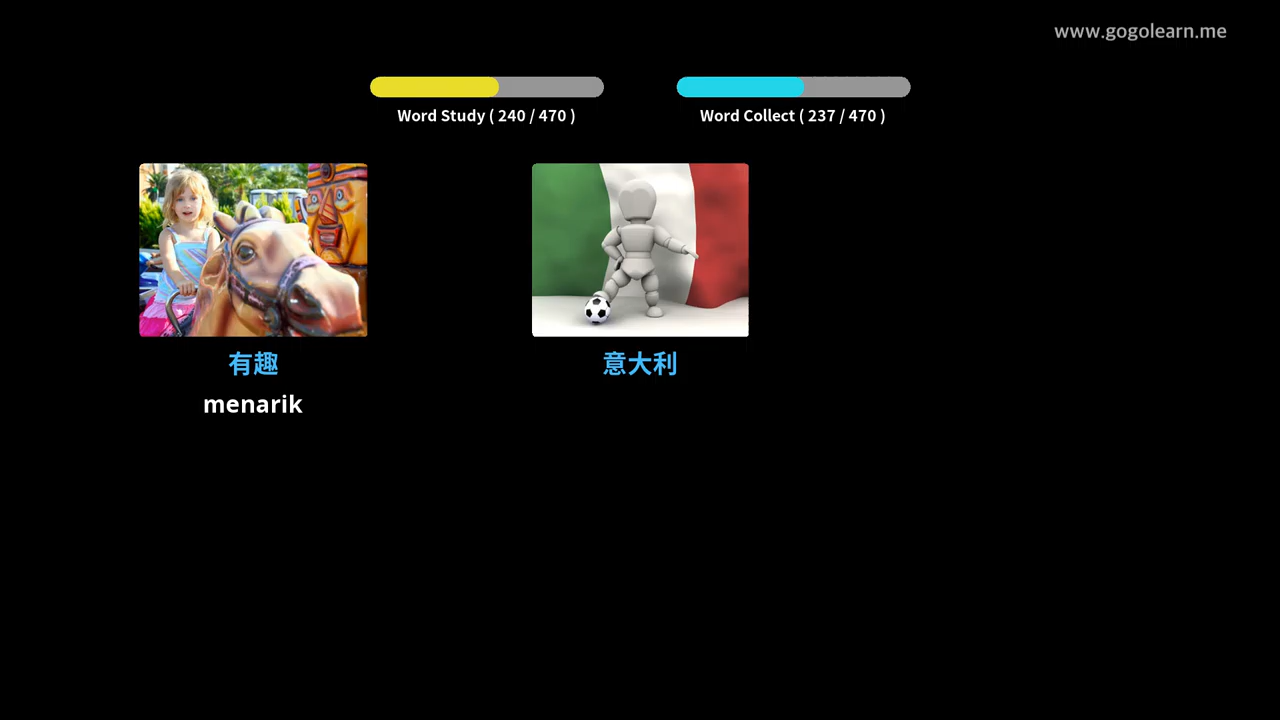 www.gogolearn.me
Word Study ( 240 / 470 )
Word Collect ( 237 / 470 )
有趣
意大利
menarik